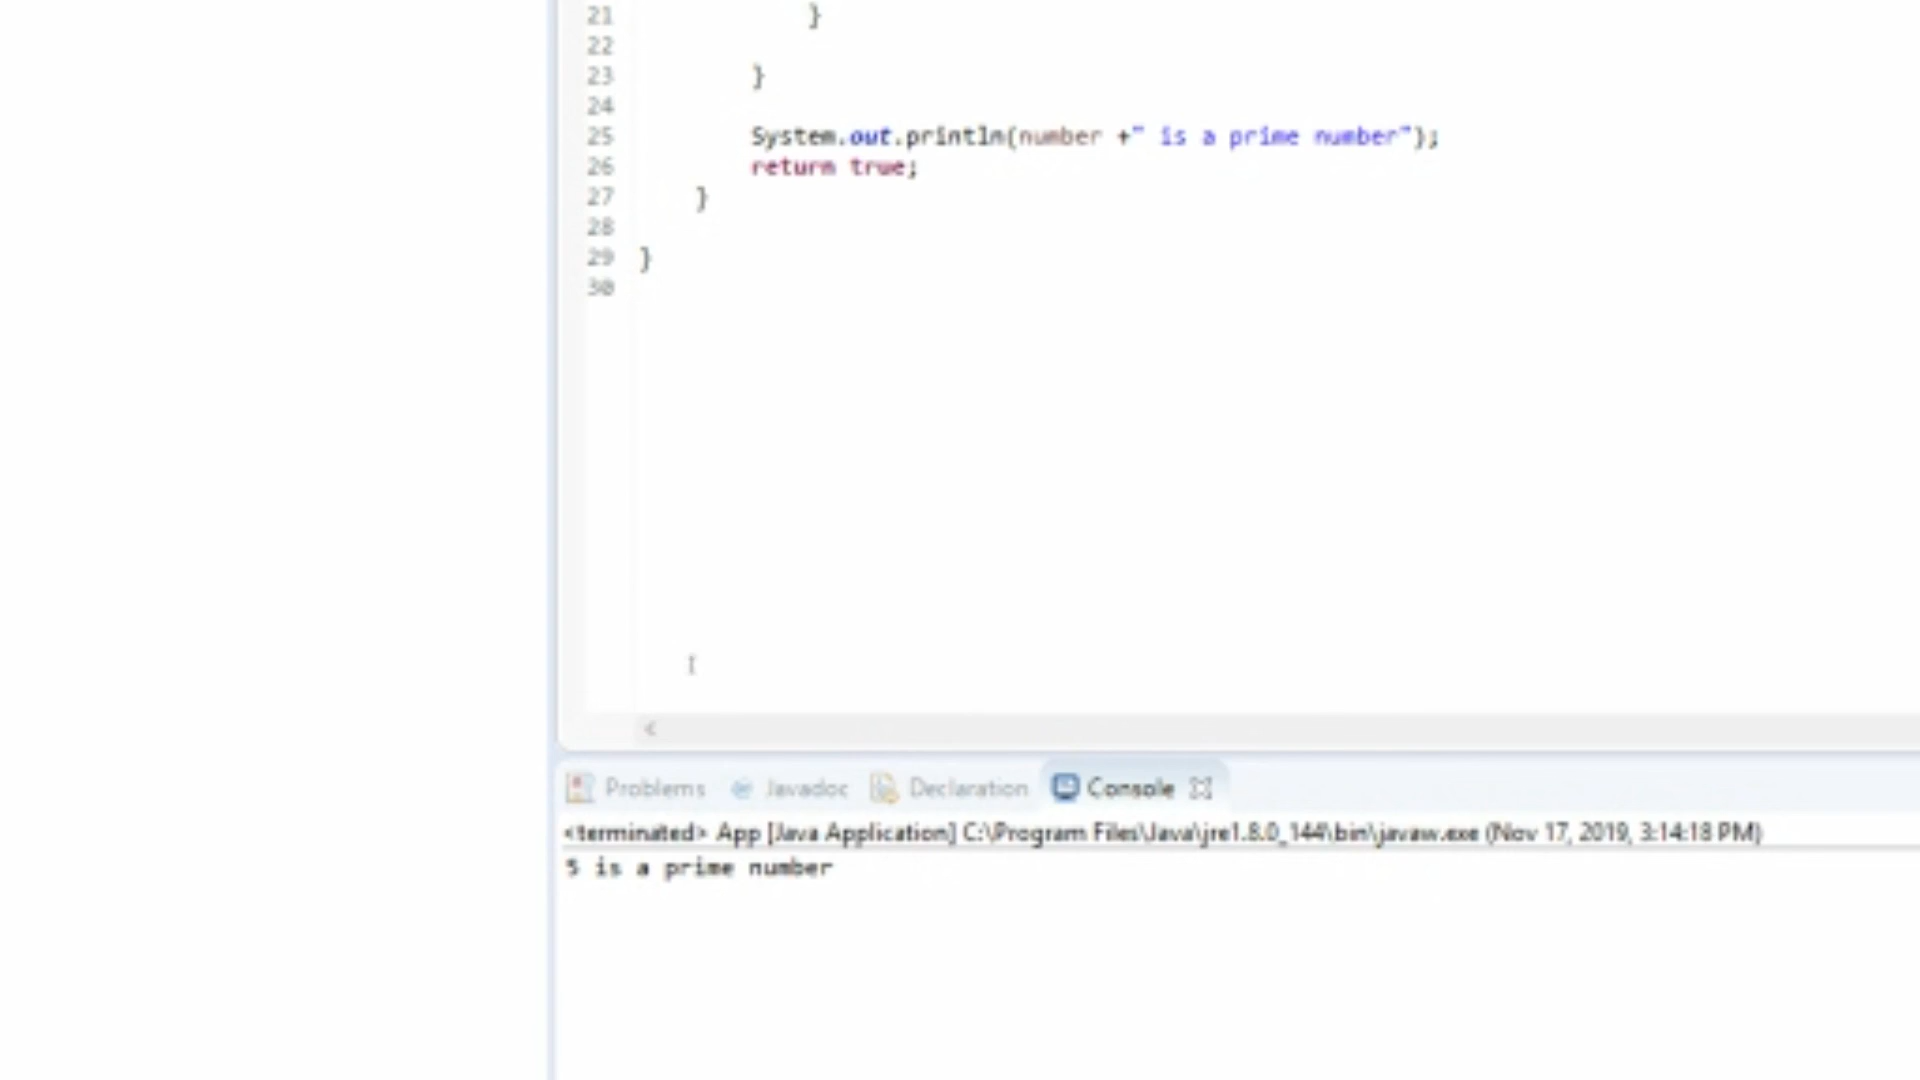 21 }
22
23 }
24
25 System.out.println(number +" is a prime number");
26 return true;
27 }
28
29 }
30
Problems Javadoc Declaration Console
<terminated> App [Java Application] C:\Program Files\Java\jre1.8.0_144\bin\javaw.exe (Nov 17, 2019, 3:14:18 PM)
5 is a prime number